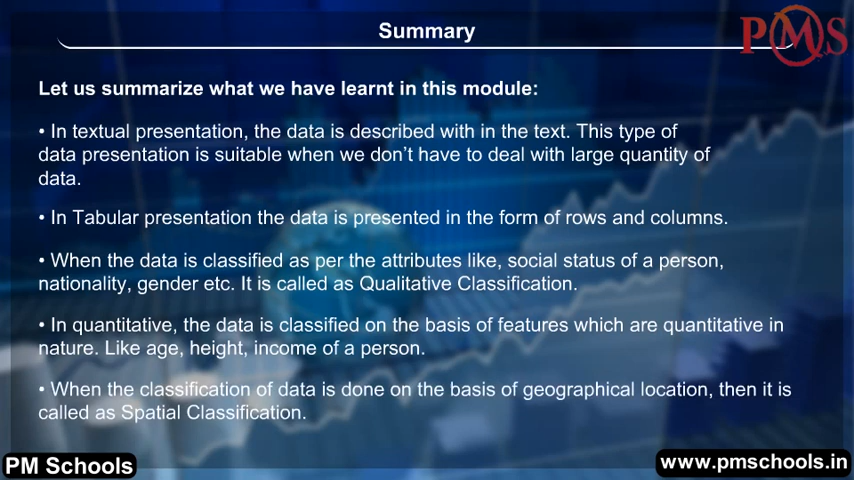 Summary
PMS
Let us summarize what we have learnt in this module:
• In textual presentation, the data is described with in the text. This type of
data presentation is suitable when we don't have to deal with large quantity of
data.
• In Tabular presentation the data is presented in the form of rows and columns.
• When the data is classified as per the attributes like, social status of a person,
nationality, gender etc. It is called as Qualitative Classification.
• In quantitative, the data is classified on the basis of features which are quantitative in
nature. Like age, height, income of a person.
• When the classification of data is done on the basis of geographical location, then it is
called as Spatial Classification.
PM Schools
www.pmschools.in